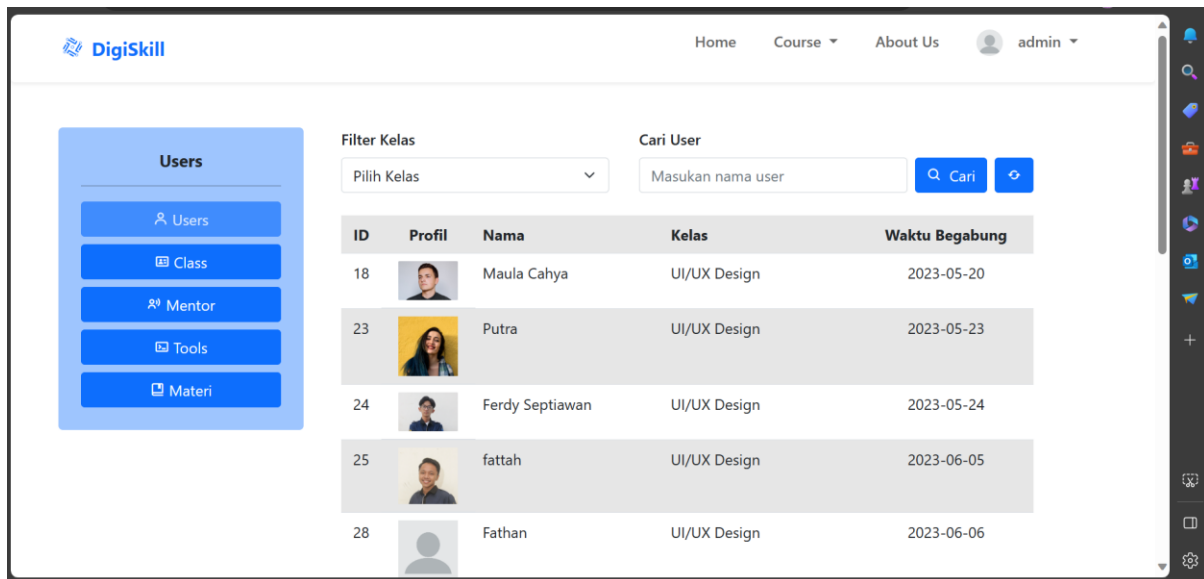 DigiSkill Home Course About Us admin
Users
Users
Class
Mentor
Tools
Materi
Filter Kelas Cari User
Pilih Kelas Masukan nama user Cari
ID Profil Nama Kelas Waktu Begabung
18 Maula Cahya UI/UX Design 2023-05-20
23 Putra UI/UX Design 2023-05-23
24 Ferdy Septiawan UI/UX Design 2023-05-24
25 fattah UI/UX Design 2023-06-05
28 Fathan UI/UX Design 2023-06-06